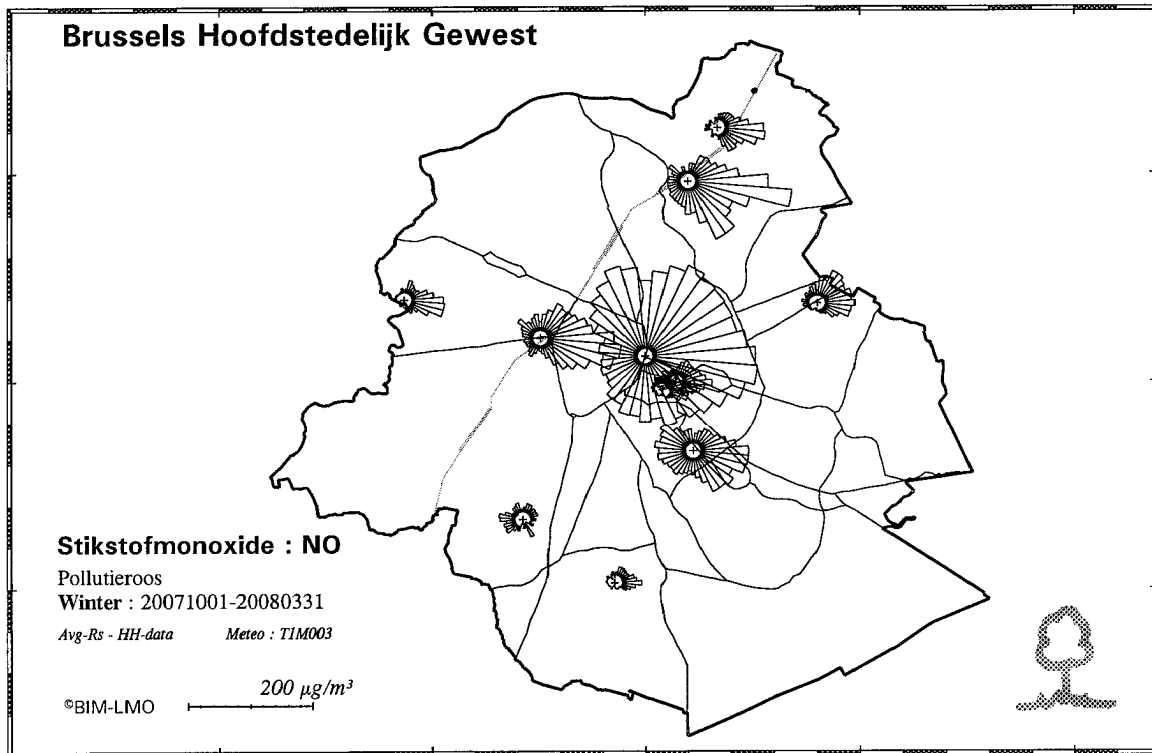 Brussels Hoofdstedelijk Gewest
Stikstofmonoxide : NO
Pollutieroos
Winter : 20071001-20080331
Avg-Rs - HH-data Meteo : T1M003
200 µg/m³
©BIM-LMO